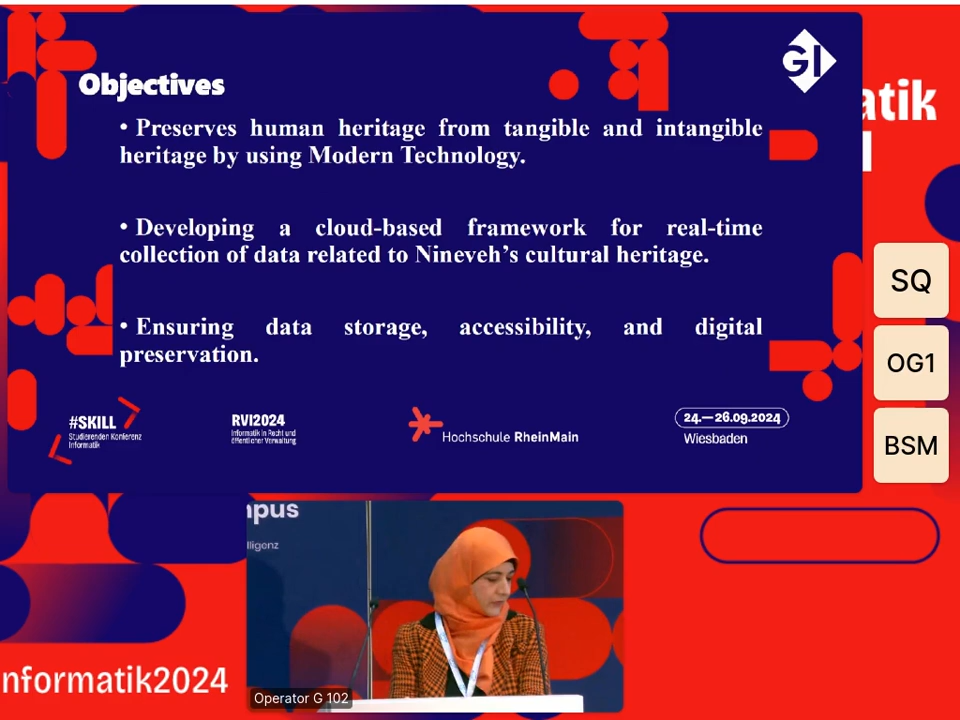 GI
Objectives
• Preserves human heritage from tangible and intangible
heritage by using Modern Technology.
• Developing a cloud-based framework for real-time
collection of data related to Nineveh's cultural heritage.
• Ensuring data storage, accessibility, and digital
preservation.
#SKILL
Studierenden Konferenz
Informatik
RVI2024
Informatik in Recht und
öffentlicher Verwaltung
Hochschule RheinMain
24.—26.09.2024
Wiesbaden
atik
SQ
OG1
BSM
mpus
lligenz
Operator G 102
nformatik2024